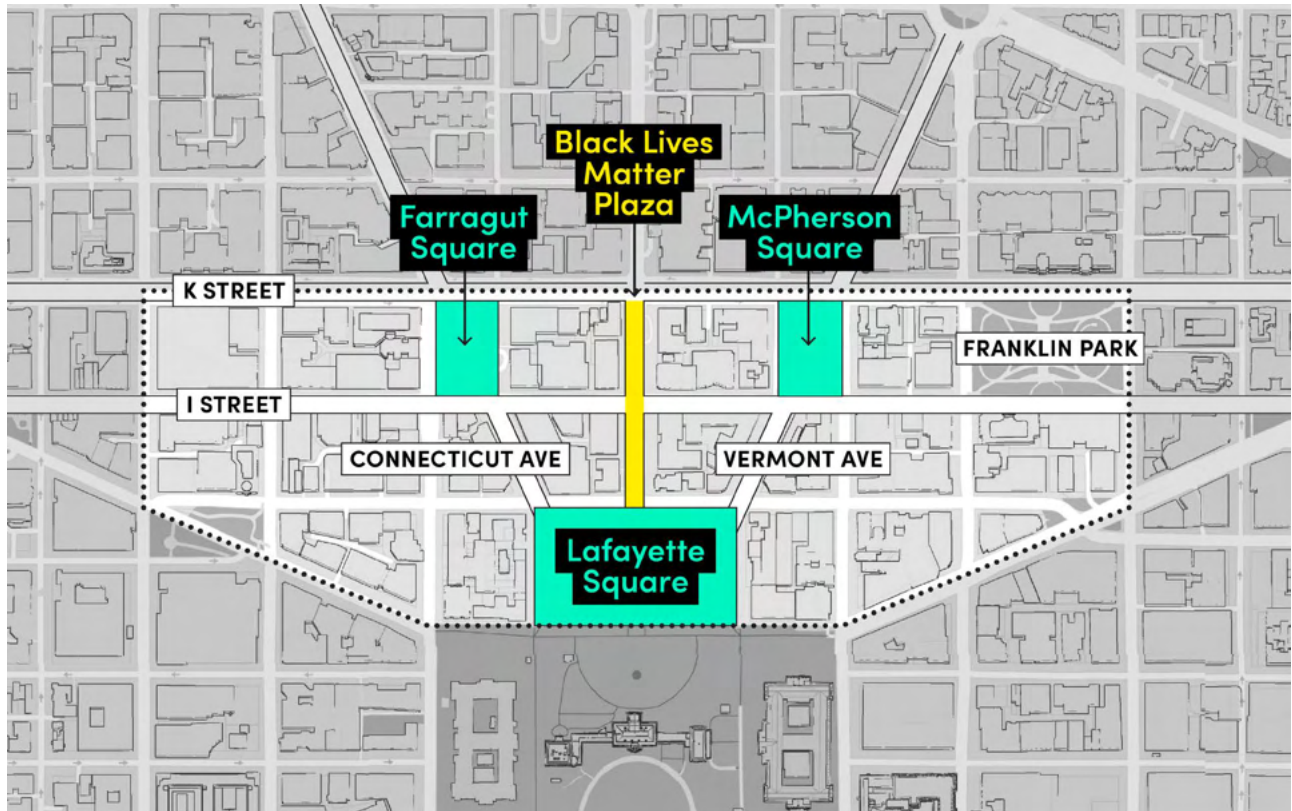 Black Lives
Matter
Plaza
Farragut
Square
McPherson
Square
K STREET
FRANKLIN PARK
I STREET
CONNECTICUT AVE
VERMONT AVE
Lafayette
Square